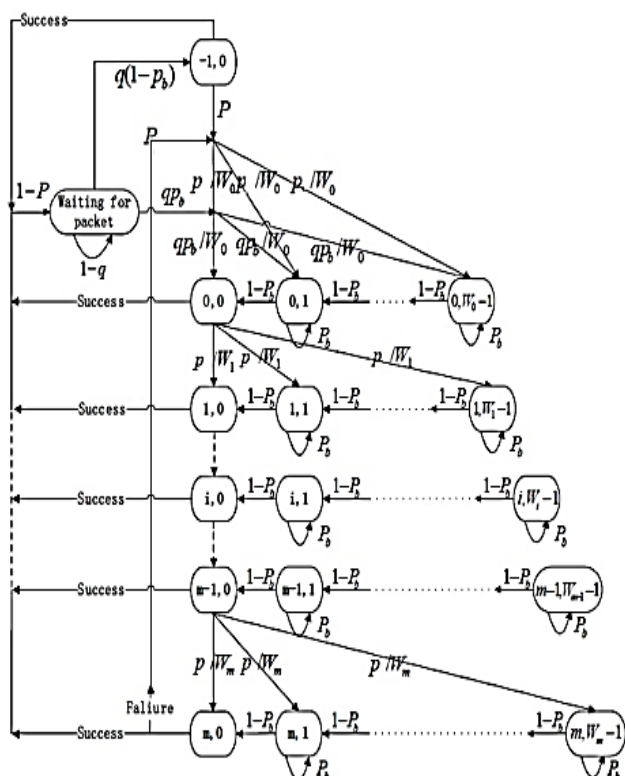 Success
-1, 0
q(1-p_b)
P
P
p /W_0 p /W_0 p /W_0
1-P
Waiting for
packet
qp_b
1-q
qp_b/W_0 qp_b/W_0 qp_b/W_0
Success 0, 0 1-P_b 0, 1 1-P_b ...... 1-P_b 0, W_0-1
P_b P_b
p /W_1 p /W_1 p /W_1
Success 1, 0 1-P_b 1, 1 1-P_b ........ 1-P_b 1, W_1-1
P_b P_b
Success i, 0 1-P_b i, 1 1-P_b ............ 1-P_b i, W_i-1
P_b P_b
Success m-1, 0 1-P_b m-1, 1 1-P_b ............ 1-P_b m-1, W_m-1-1
P_b P_b
p /W_m p /W_m p /W_m
Faliure
Success m, 0 1-P_b m, 1 1-P_b ............ 1-P_b m, W_m-1
P_b P_b